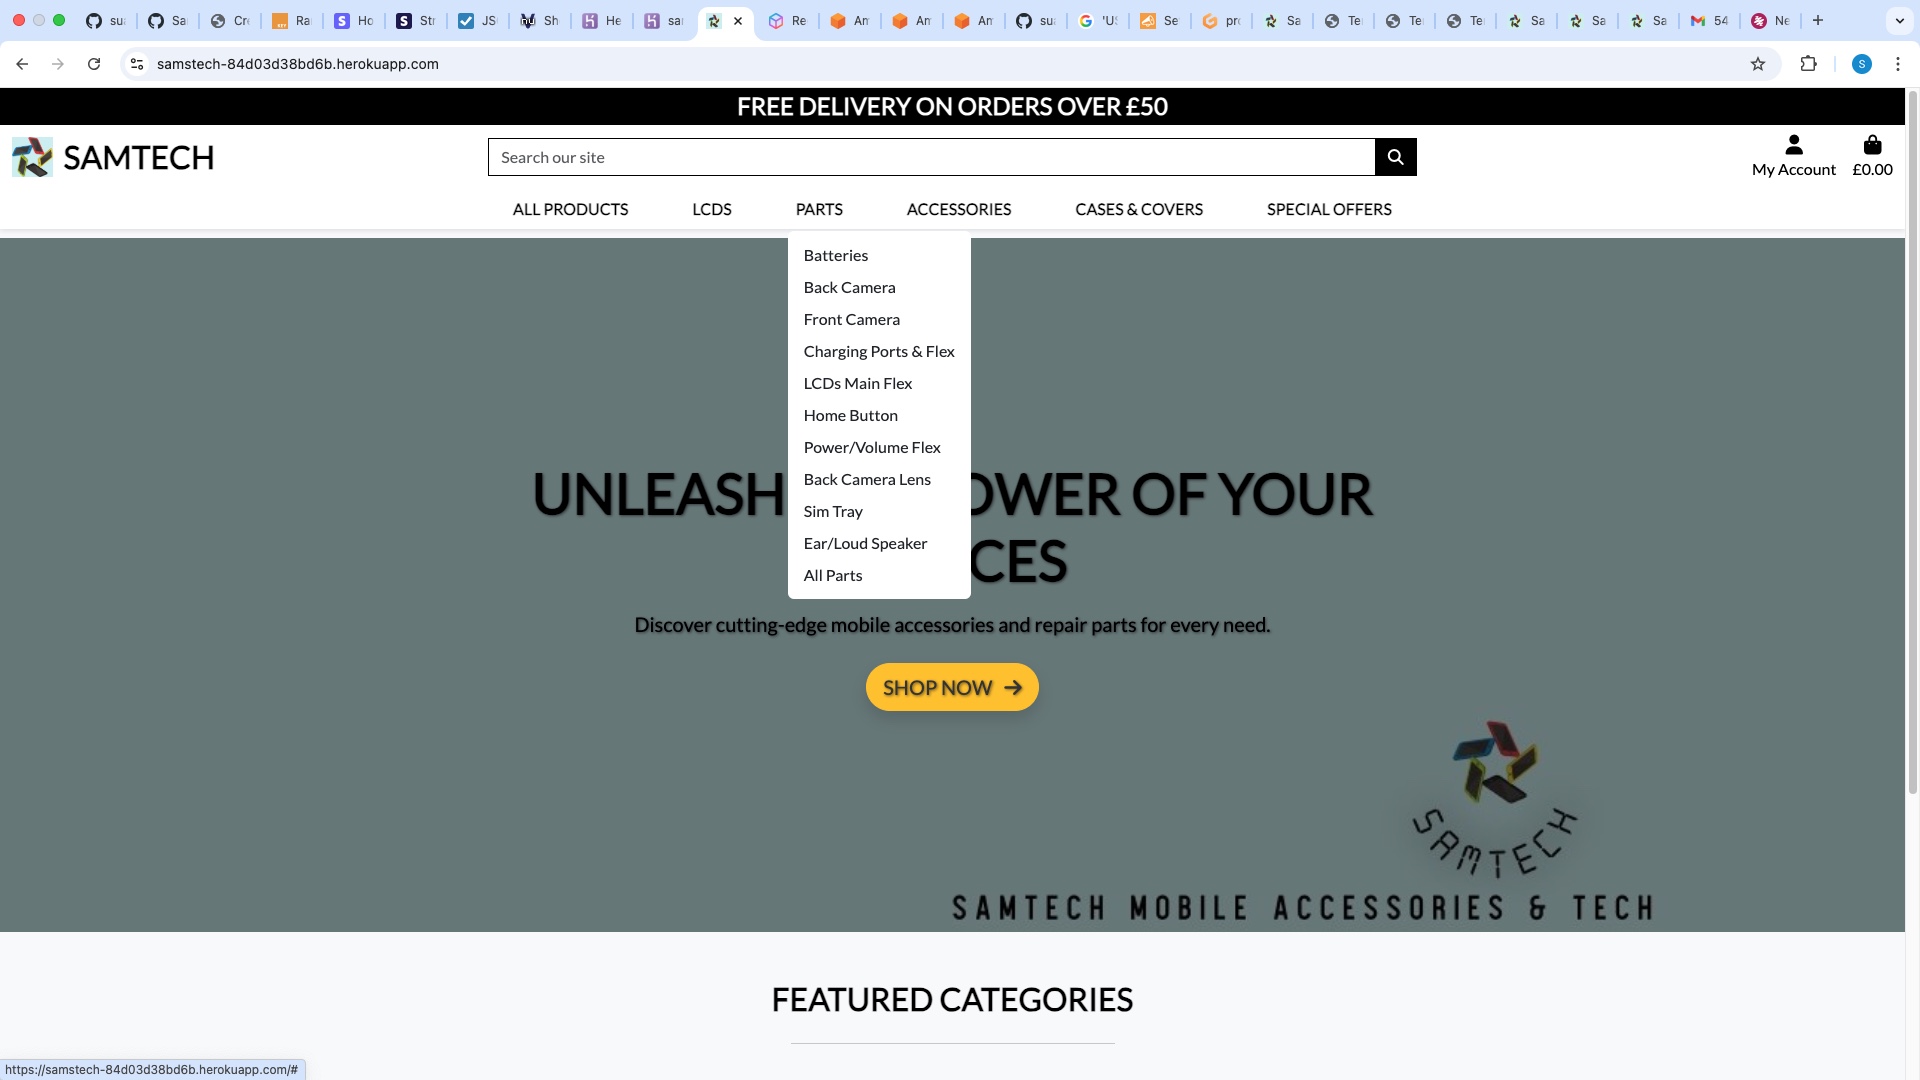 su
Sa
Cr
Ra
Ho
Str
JS
Sh
He
sa
Re
Am
Am
Am
su
'U
Se
pr
Sa
Te
Te
Te
Sa
Sa
Sa
54
Ne
samstech-84d03d38bd6b.herokuapp.com
S
FREE DELIVERY ON ORDERS OVER £50
SAMTECH
Search our site
My Account
£0.00
ALL PRODUCTS
LCDS
PARTS
ACCESSORIES
CASES & COVERS
SPECIAL OFFERS
Batteries
Back Camera
Front Camera
Charging Ports & Flex
LCDs Main Flex
Home Button
Power/Volume Flex
Back Camera Lens
Sim Tray
Ear/Loud Speaker
All Parts
UNLEASH OWER OF YOUR
CES
Discover cutting-edge mobile accessories and repair parts for every need.
SHOP NOW
SAMTECH
SAMTECH MOBILE ACCESSORIES & TECH
FEATURED CATEGORIES
https://samstech-84d03d38bd6b.herokuapp.com/#